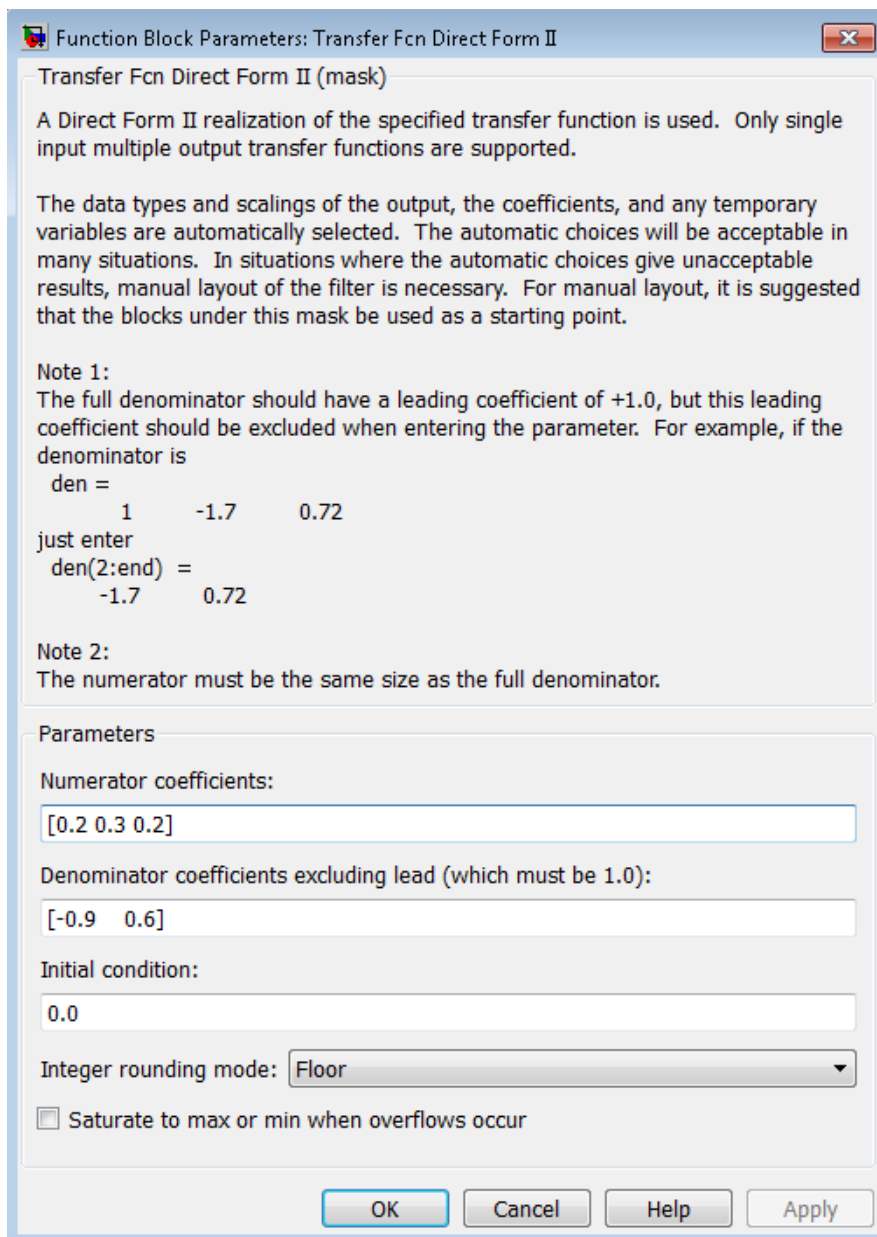 Function Block Parameters: Transfer Fcn Direct Form II
Transfer Fcn Direct Form II (mask)
A Direct Form II realization of the specified transfer function is used.  Only single
input multiple output transfer functions are supported.
The data types and scalings of the output, the coefficients, and any temporary
variables are automatically selected.  The automatic choices will be acceptable in
many situations.  In situations where the automatic choices give unacceptable
results, manual layout of the filter is necessary.  For manual layout, it is suggested
that the blocks under this mask be used as a starting point.
Note 1:
The full denominator should have a leading coefficient of +1.0, but this leading
coefficient should be excluded when entering the parameter.  For example, if the
denominator is
den =
1 -1.7 0.72
just enter
den(2:end) =
-1.7 0.72
Note 2:
The numerator must be the same size as the full denominator.
Parameters
Numerator coefficients:
[0.2 0.3 0.2]
Denominator coefficients excluding lead (which must be 1.0):
[-0.9 0.6]
Initial condition:
0.0
Integer rounding mode: Floor
Saturate to max or min when overflows occur
OK Cancel Help Apply